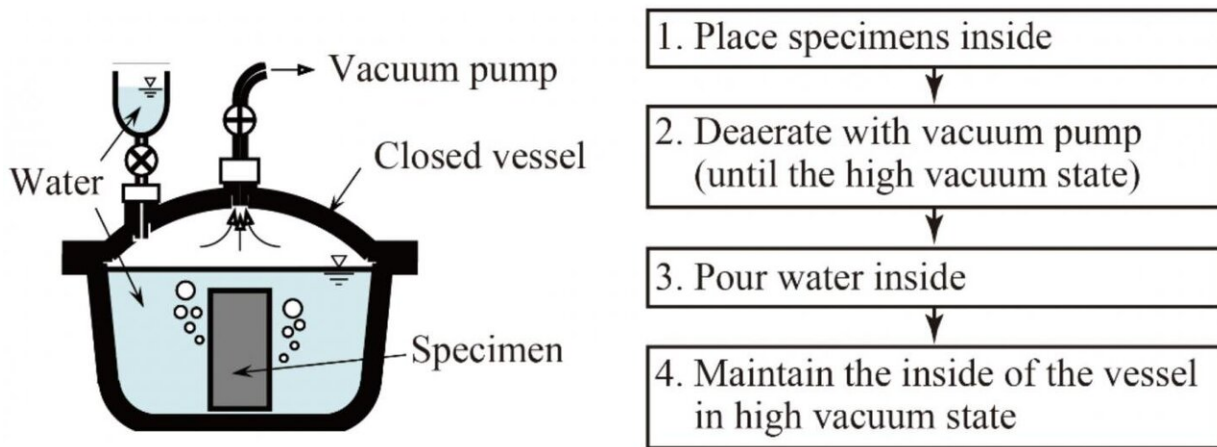 Vacuum pump
Closed vessel
Water
Specimen
1. Place specimens inside
2. Deaerate with vacuum pump
(until the high vacuum state)
3. Pour water inside
4. Maintain the inside of the vessel
in high vacuum state